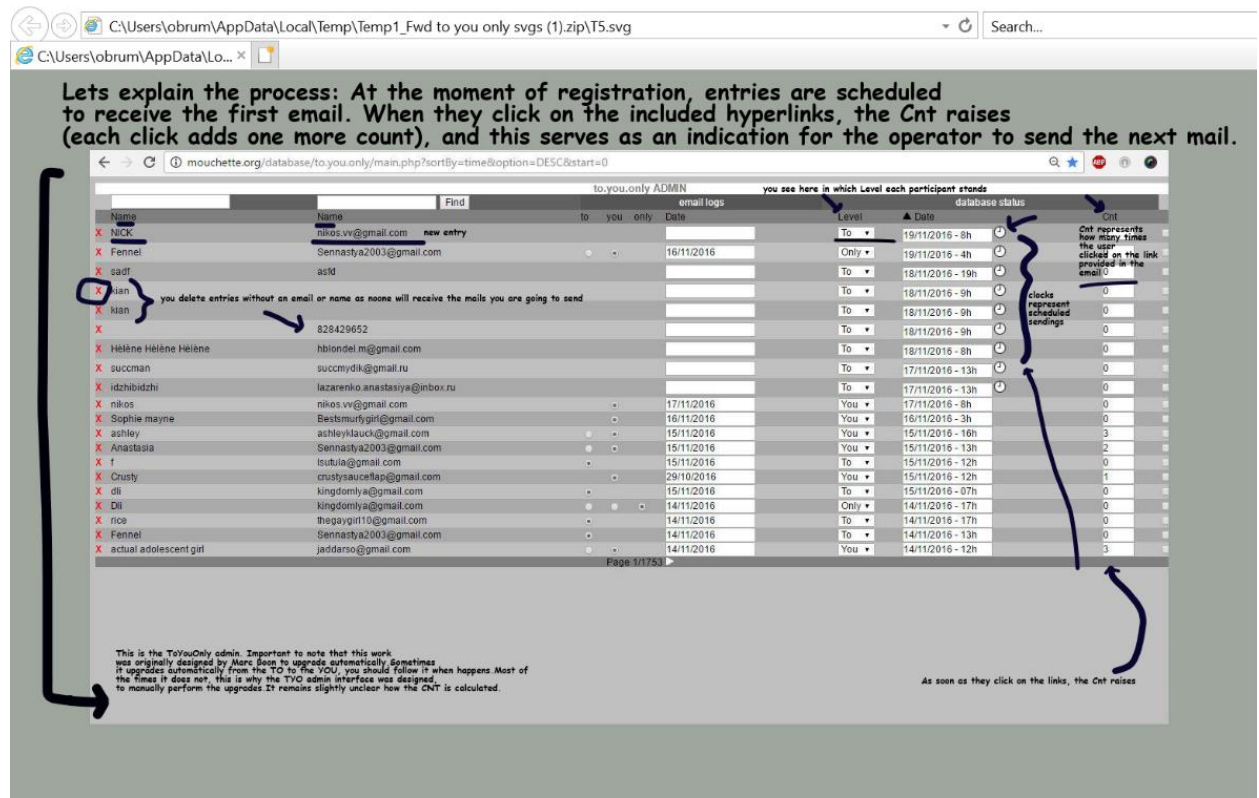 C:\Users\obrum\AppData\Local\Temp\Temp1_Fwd to you only svgs (1).zip\T5.svg
Search...
C:\Users\obrum\AppData\Lo... ×
Lets explain the process: At the moment of registration, entries are scheduled
to receive the first email. When they click on the included hyperlinks, the Cnt raises
(each click adds one more count), and this serves as an indication for the operator to send the next mail.
mouchette.org/database/to.you.only/main.php?sortBy=time&option=DESC&start=0
to.you.only ADMIN you see here in which Level each participant stands
Find email logs database status
Name Name to you only Date Level ▲ Date Cnt
X NICK nikos.vv@gmail.com new entry To 19/11/2016 - 8h
Cnt represents
how many times
the user
clicked on the link
provided in the
email
X Fennel Sennastya2003@gmail.com 16/11/2016 Only 19/11/2016 - 4h
X sadf asfd To 18/11/2016 - 19h 0
X kian To 18/11/2016 - 9h 0
you delete entries without an email or name as noone will receive the mails you are going to send
clocks
represent
scheduled
sendings
X kian To 18/11/2016 - 9h 0
X 828429652 To 18/11/2016 - 9h 0
X Hélène Hélène Hélène hblondel.m@gmail.com To 18/11/2016 - 8h 0
X succman succmydik@gmail.ru To 17/11/2016 - 13h 0
X idzhibidzhi lazarenko.anastasiya@inbox.ru To 17/11/2016 - 13h 0
X nikos nikos.vv@gmail.com 17/11/2016 You 17/11/2016 - 8h 0
X Sophie mayne Bestsmurfygirl@gmail.com 16/11/2016 You 16/11/2016 - 3h 0
X ashley ashleyklauck@gmail.com 15/11/2016 You 15/11/2016 - 16h 3
X Anastasia Sennastya2003@gmail.com 15/11/2016 You 15/11/2016 - 13h 2
X f lsutula@gmail.com 15/11/2016 To 15/11/2016 - 12h 0
X Crusty crustysauceflap@gmail.com 29/10/2016 You 15/11/2016 - 12h 1
X dli kingdomlya@gmail.com 15/11/2016 To 15/11/2016 - 07h 0
X Dli kingdomlya@gmail.com 14/11/2016 Only 14/11/2016 - 17h 0
X rice thegaygirl10@gmail.com 14/11/2016 To 14/11/2016 - 17h 0
X Fennel Sennastya2003@gmail.com 14/11/2016 To 14/11/2016 - 13h 0
X actual adolescent girl jaddarso@gmail.com 14/11/2016 You 14/11/2016 - 12h 3
Page 1/1753
This is the ToYouOnly admin. Important to note that this work
was originally designed by Marc Boon to upgrade automatically.Sometimes
it upgrades automatically from the TO to the YOU, you should follow it when happens.Most of
the times it does not, this is why the TYO admin interface was designed,
to manually perform the upgrades.It remains slightly unclear how the CNT is calculated.
As soon as they click on the links, the Cnt raises